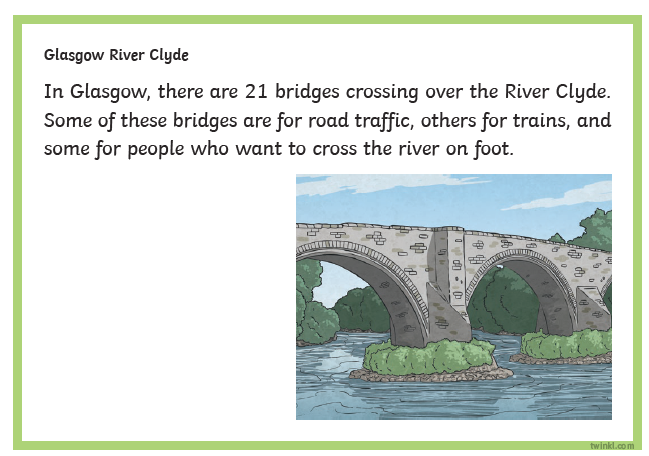 Glasgow River Clyde
In Glasgow, there are 21 bridges crossing over the River Clyde.
Some of these bridges are for road traffic, others for trains, and
some for people who want to cross the river on foot.
twinkl.com